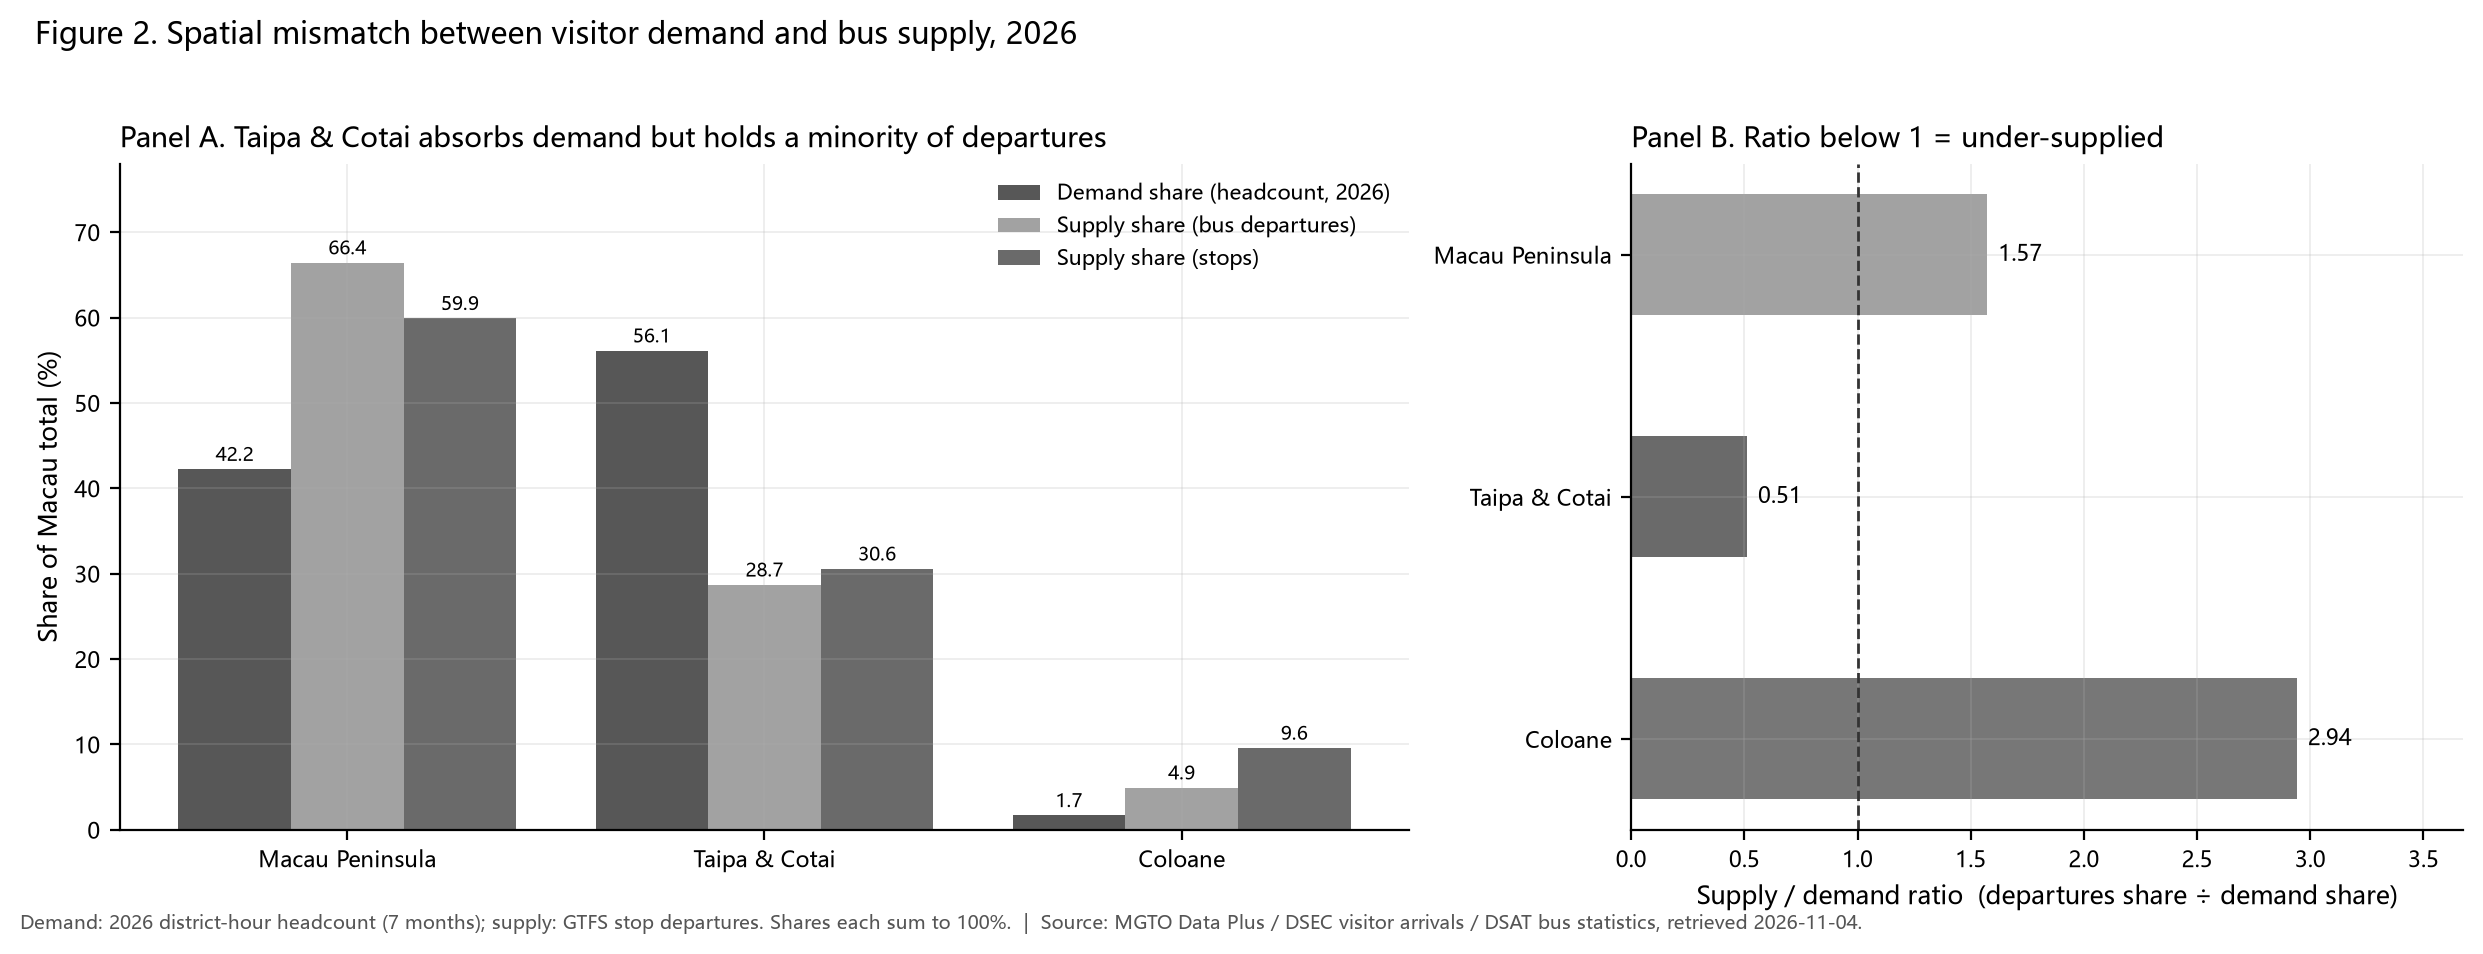 Figure 2. Spatial mismatch between visitor demand and bus supply, 2026
Panel A. Taipa & Cotai absorbs demand but holds a minority of departures
Demand share (headcount, 2026)
Supply share (bus departures)
Supply share (stops)
Share of Macau total (%)
70
60
50
40
30
20
10
0
42.2
66.4
59.9
56.1
28.7
30.6
1.7
4.9
9.6
Macau Peninsula
Taipa & Cotai
Coloane
Panel B. Ratio below 1 = under-supplied
Macau Peninsula
1.57
Taipa & Cotai
0.51
Coloane
2.94
0.0
0.5
1.0
1.5
2.0
2.5
3.0
3.5
Supply / demand ratio (departures share ÷ demand share)
Demand: 2026 district-hour headcount (7 months); supply: GTFS stop departures. Shares each sum to 100%. | Source: MGTO Data Plus / DSEC visitor arrivals / DSAT bus statistics, retrieved 2026-11-04.